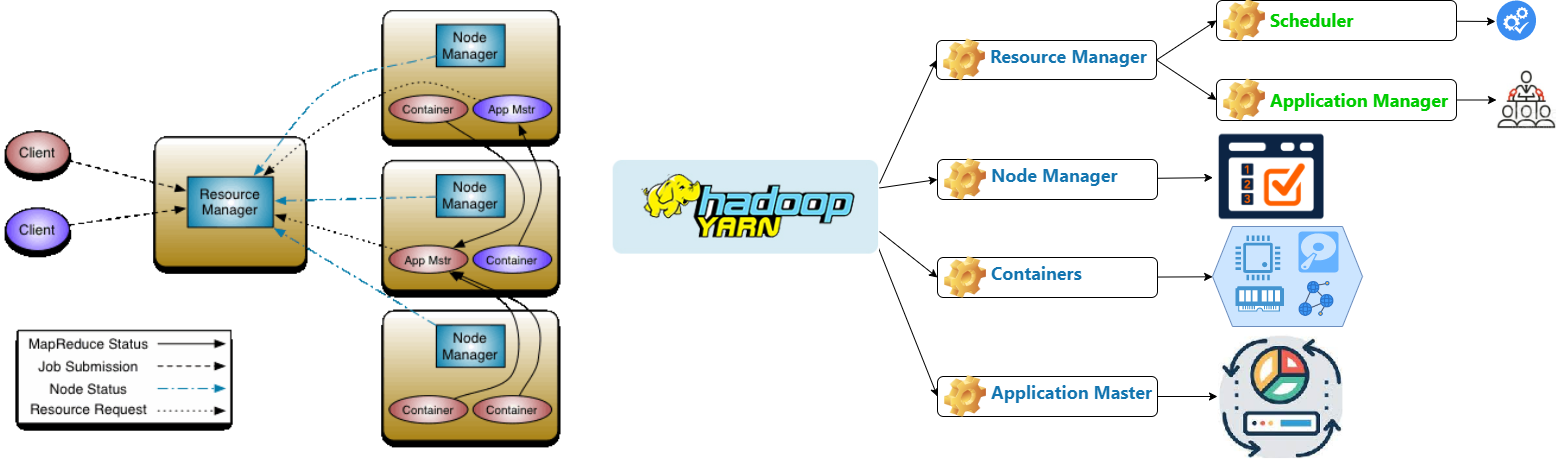 Client
Client
Resource
Manager
Node
Manager
Container
App Mstr
Node
Manager
App Mstr
Container
Node
Manager
Container
Container
MapReduce Status
Job Submission
Node Status
Resource Request
hadoop
YARN
Resource Manager
Scheduler
Application Manager
Node Manager
1
2
3
Containers
Application Master